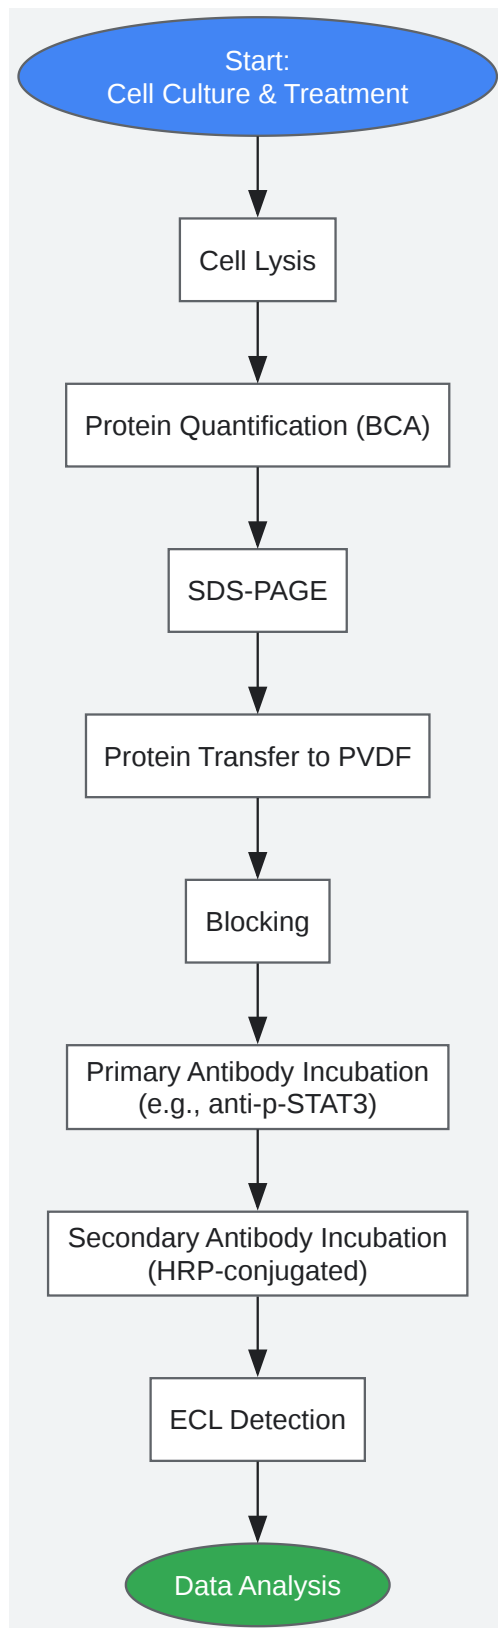 Start:
Cell Culture & Treatment
Cell Lysis
Protein Quantification (BCA)
SDS-PAGE
Protein Transfer to PVDF
Blocking
Primary Antibody Incubation
(e.g., anti-p-STAT3)
Secondary Antibody Incubation
(HRP-conjugated)
ECL Detection
Data Analysis